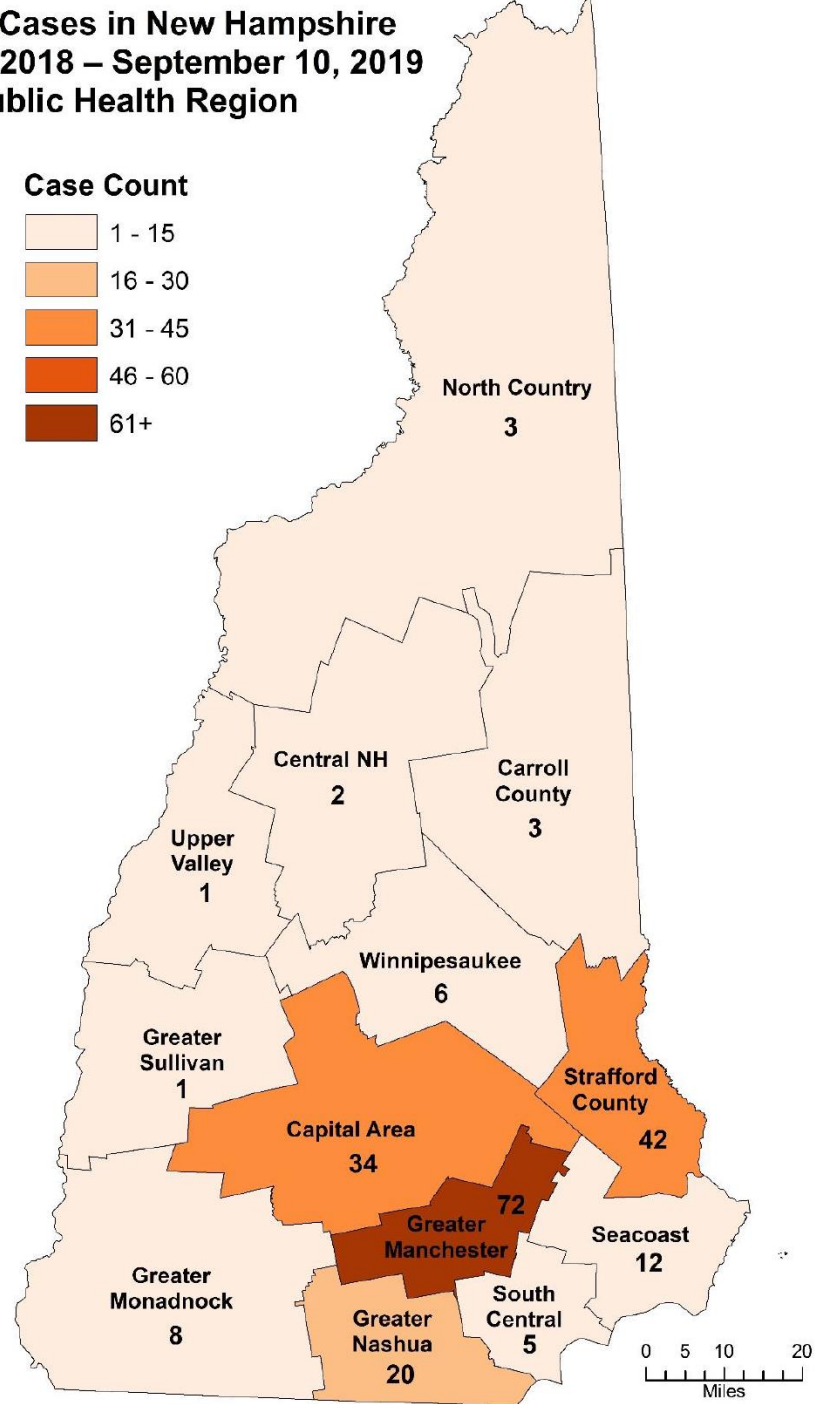 Cases in New Hampshire
2018 – September 10, 2019
Public Health Region
Case Count
1 - 15
16 - 30
31 - 45
46 - 60
61+
North Country
3
Central NH
2
Carroll
County
3
Upper
Valley
1
Winnipesaukee
6
Greater
Sullivan
1
Strafford
County
42
Capital Area
34
72
Greater
Manchester
Seacoast
12
Greater
Monadnock
8
South
Central
5
Greater
Nashua
20
0 5 10 20
Miles